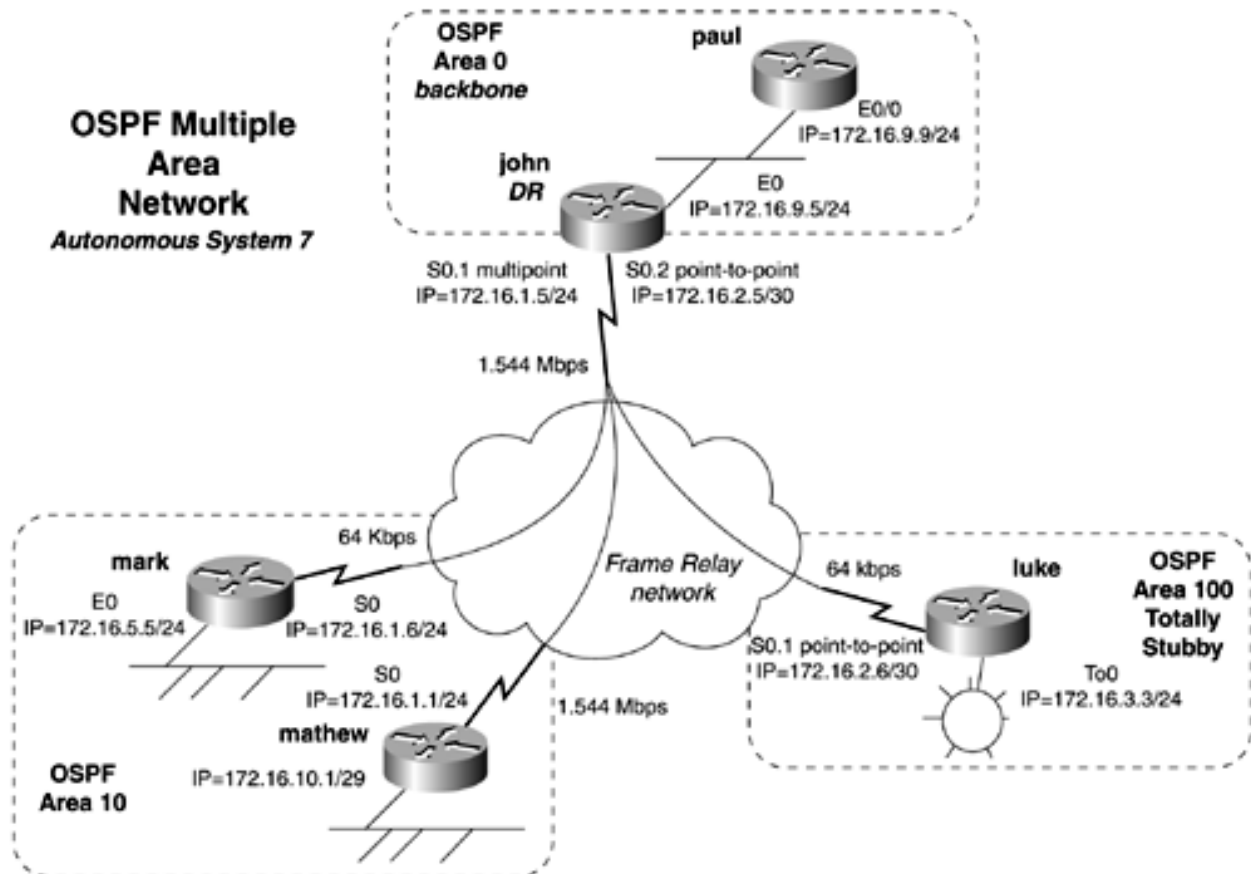 OSPF
Area 0
backbone
paul
E0/0
IP=172.16.9.9/24
OSPF Multiple
Area
Network
Autonomous System 7
john
DR
E0
IP=172.16.9.5/24
S0.1 multipoint
IP=172.16.1.5/24
S0.2 point-to-point
IP=172.16.2.5/30
1.544 Mbps
64 Kbps
Frame Relay
network
64 kbps
mark
E0
IP=172.16.5.5/24
S0
IP=172.16.1.6/24
S0
IP=172.16.1.1/24
1.544 Mbps
mathew
IP=172.16.10.1/29
OSPF
Area 10
luke
OSPF
Area 100
Totally
Stubby
S0.1 point-to-point
IP=172.16.2.6/30
To0
IP=172.16.3.3/24